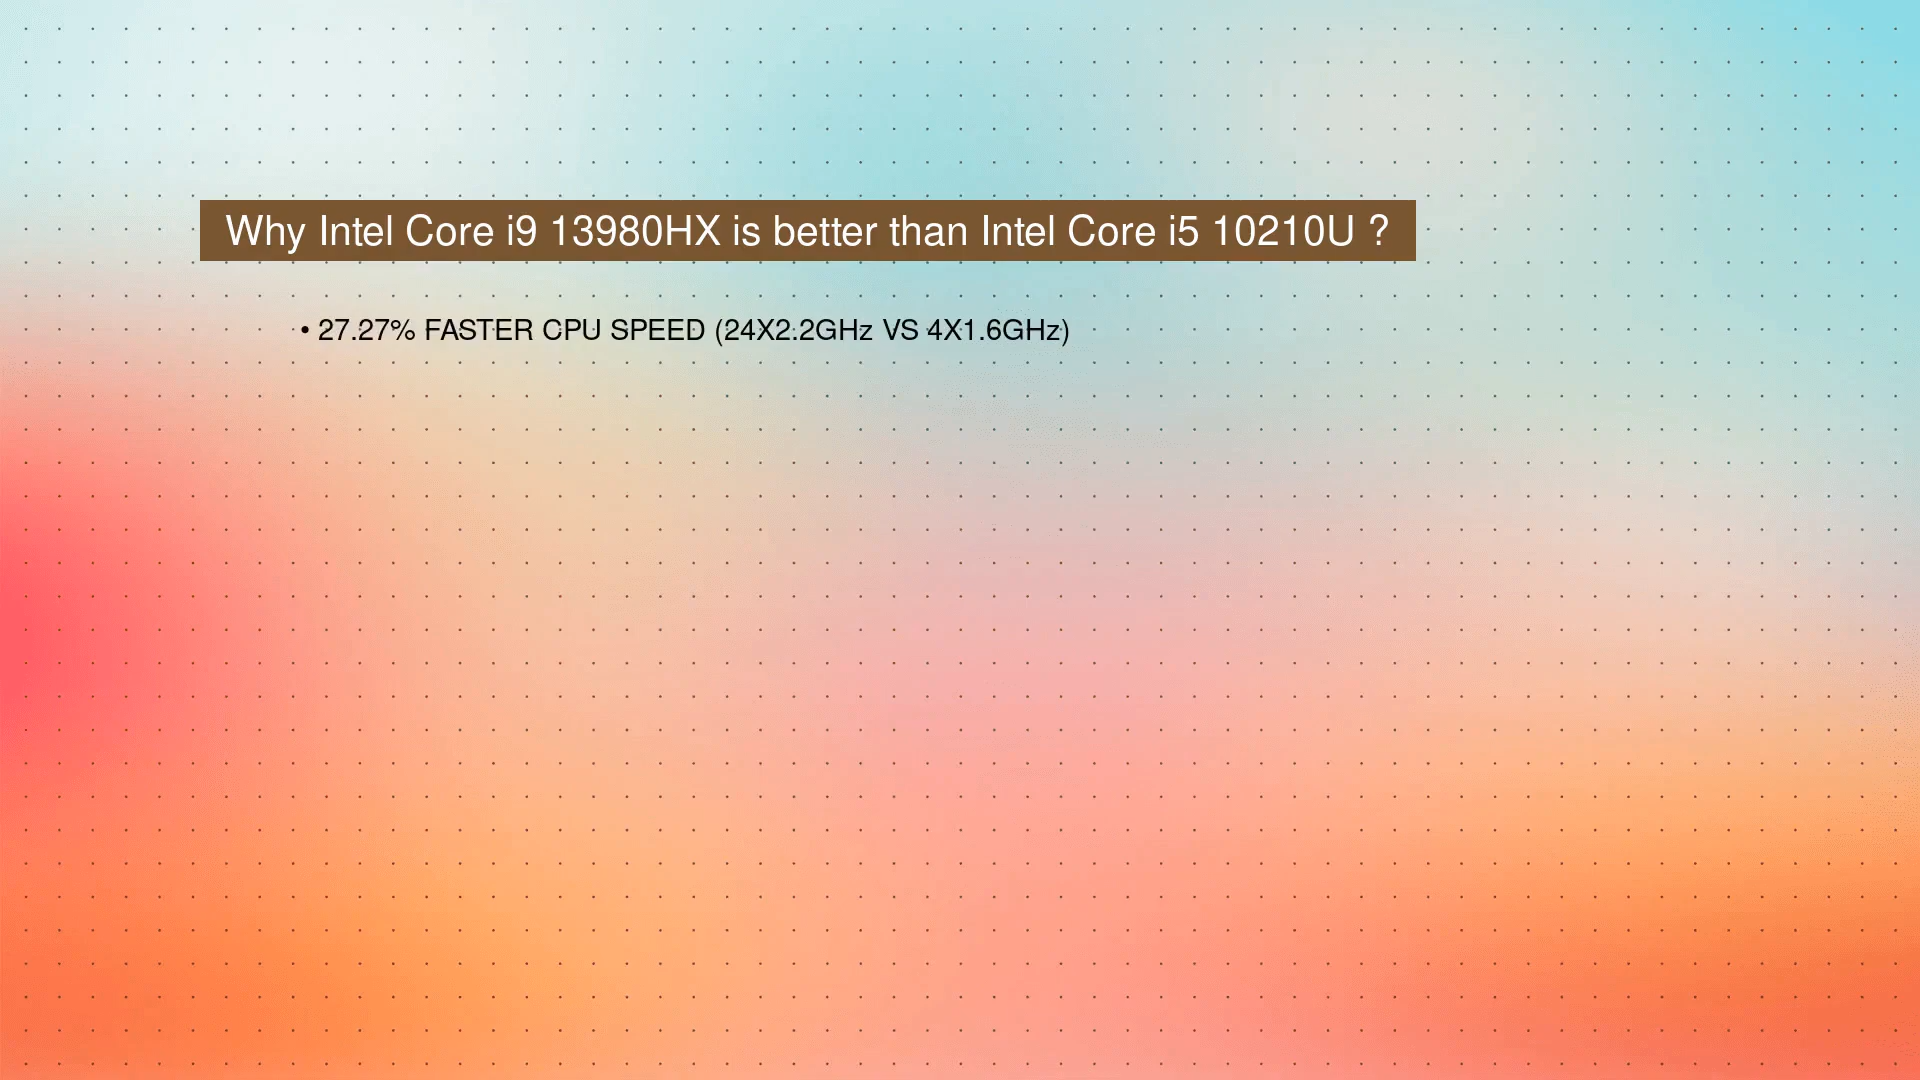 Why Intel Core i9 13980HX is better than Intel Core i5 10210U ?
• 27.27% FASTER CPU SPEED (24X2.2GHz VS 4X1.6GHz)